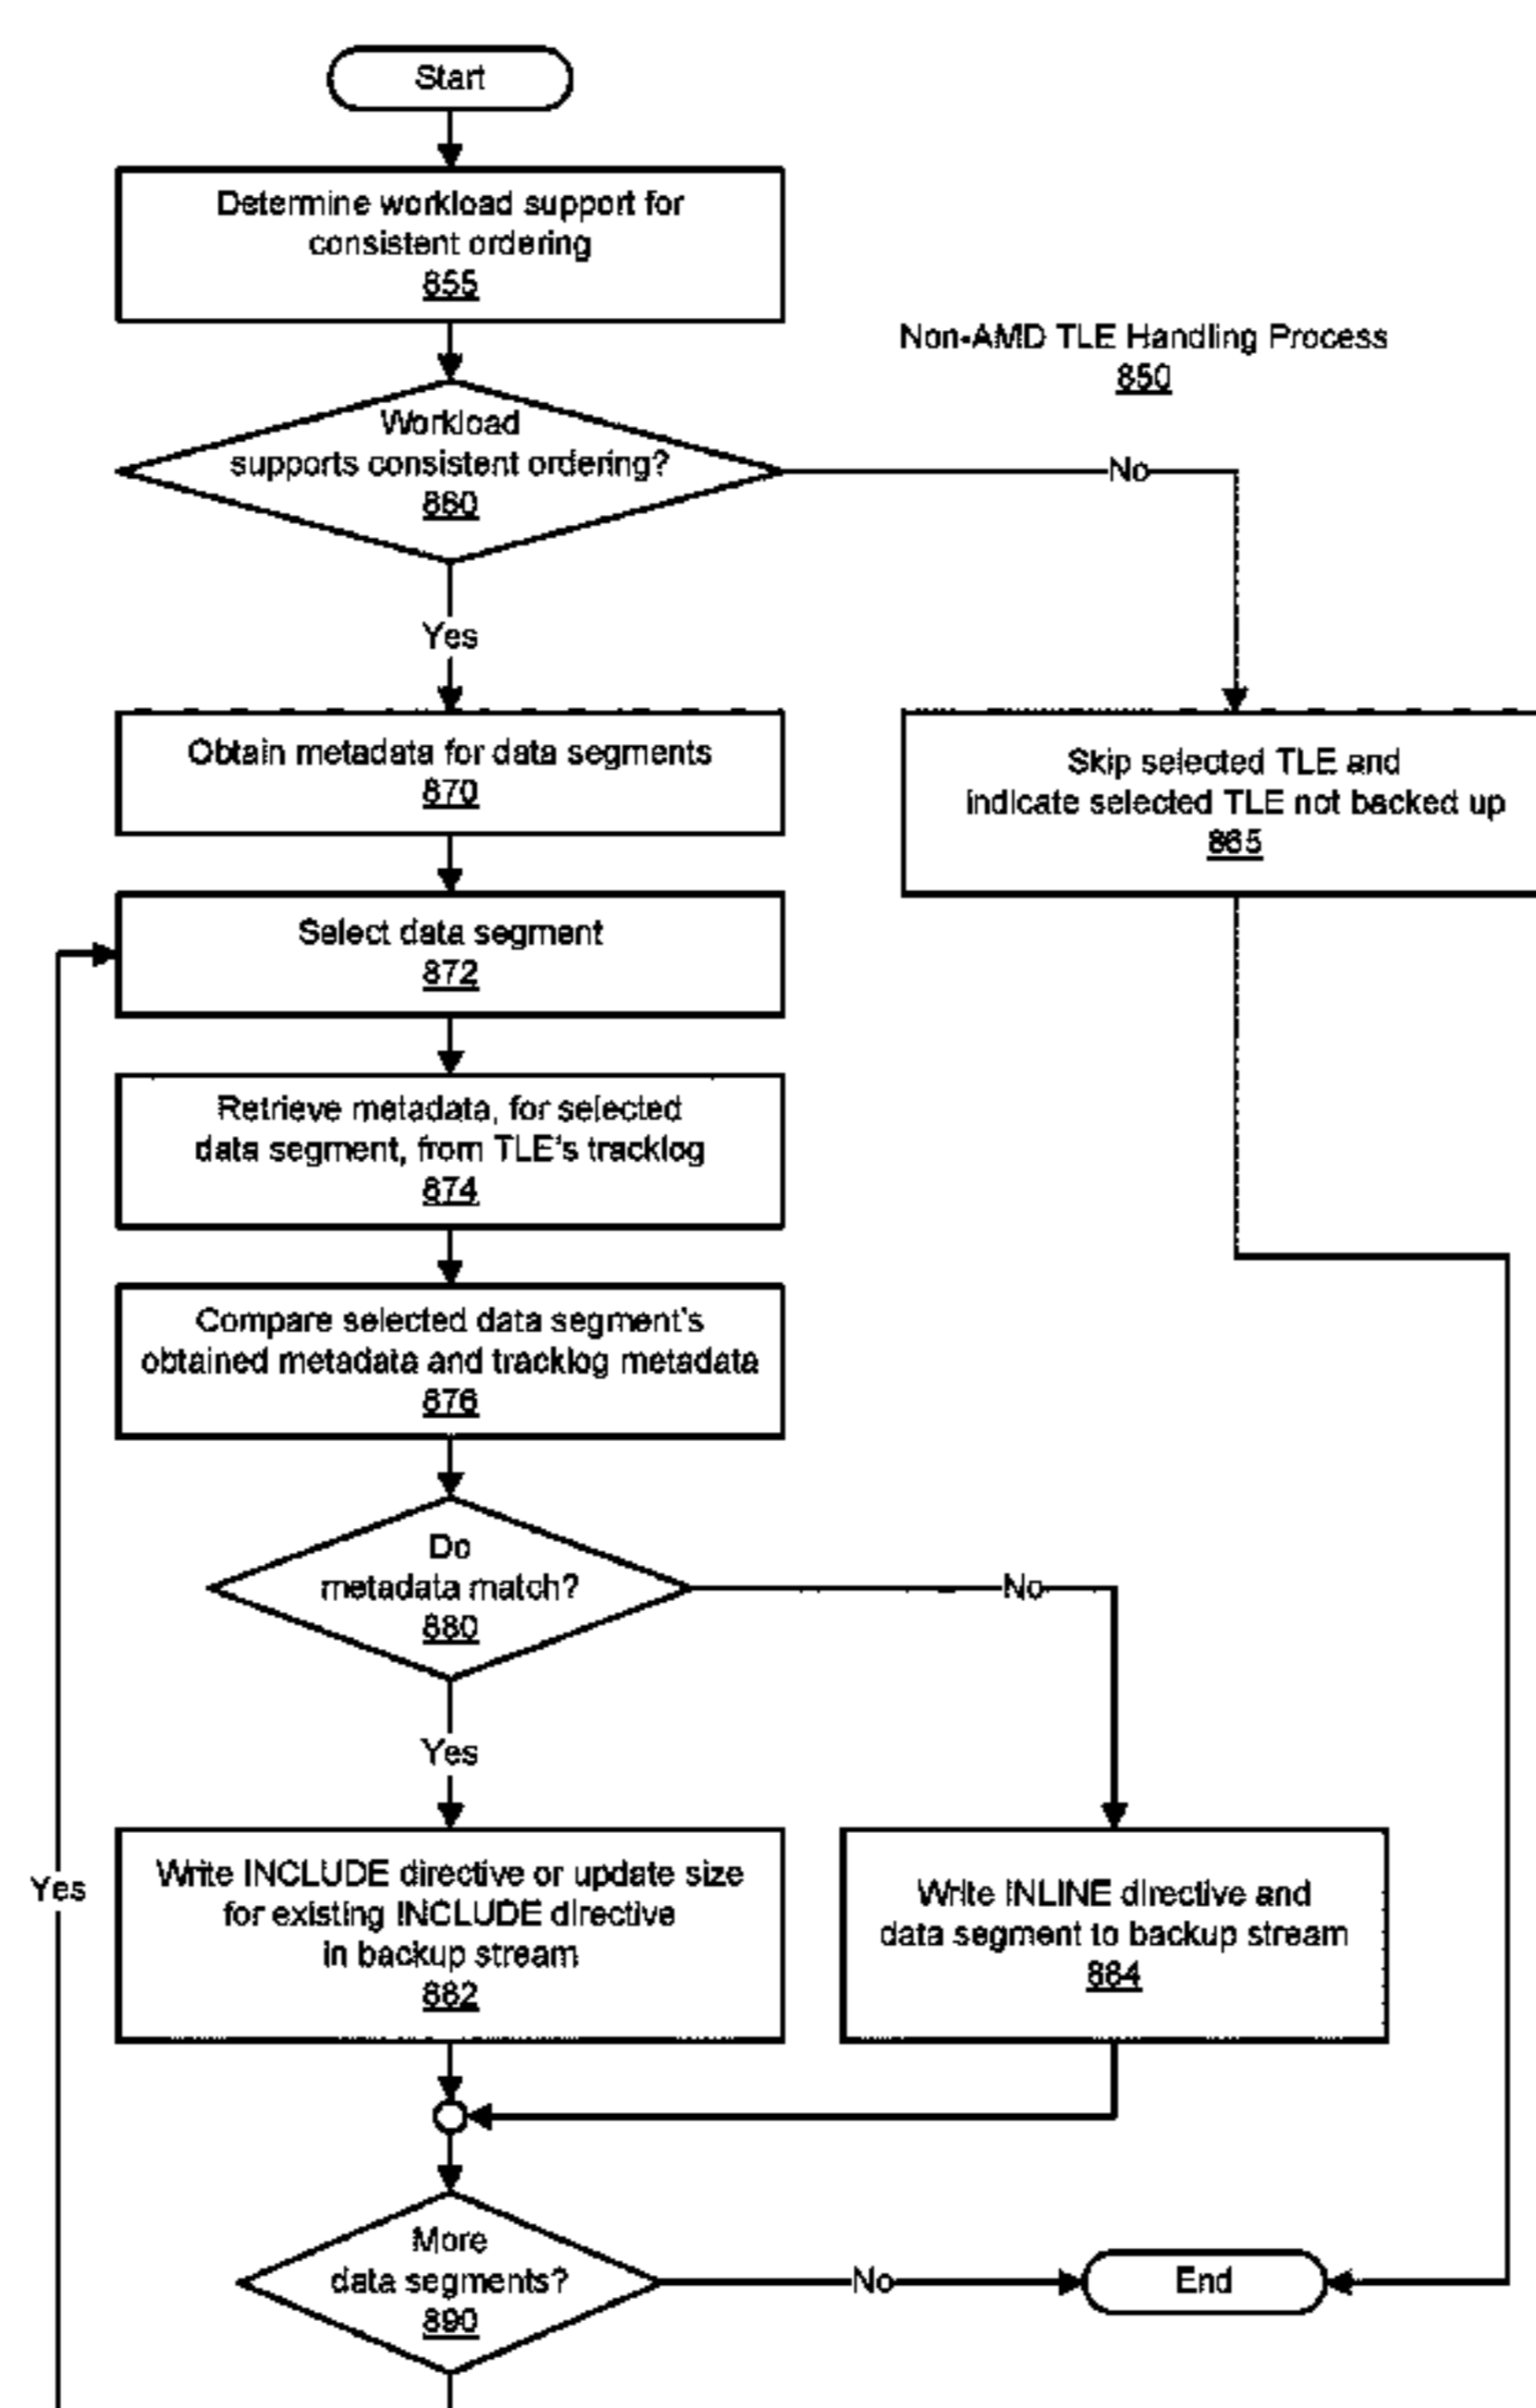 Start
Determine workload support for
consistent ordering
855
Non-AMD TLE Handling Process
850
Workload
supports consistent ordering?
860
No
Yes
Obtain metadata for data segments
870
Skip selected TLE and
indicate selected TLE not backed up
865
Select data segment
872
Retrieve metadata, for selected
data segment, from TLE's tracklog
874
Compare selected data segment's
obtained metadata and tracklog metadata
876
Do
metadata match?
880
No
Yes
Write INCLUDE directive or update size
for existing INCLUDE directive
in backup stream
882
Write INLINE directive and
data segment to backup stream
884
Yes
More
data segments?
890
No
End